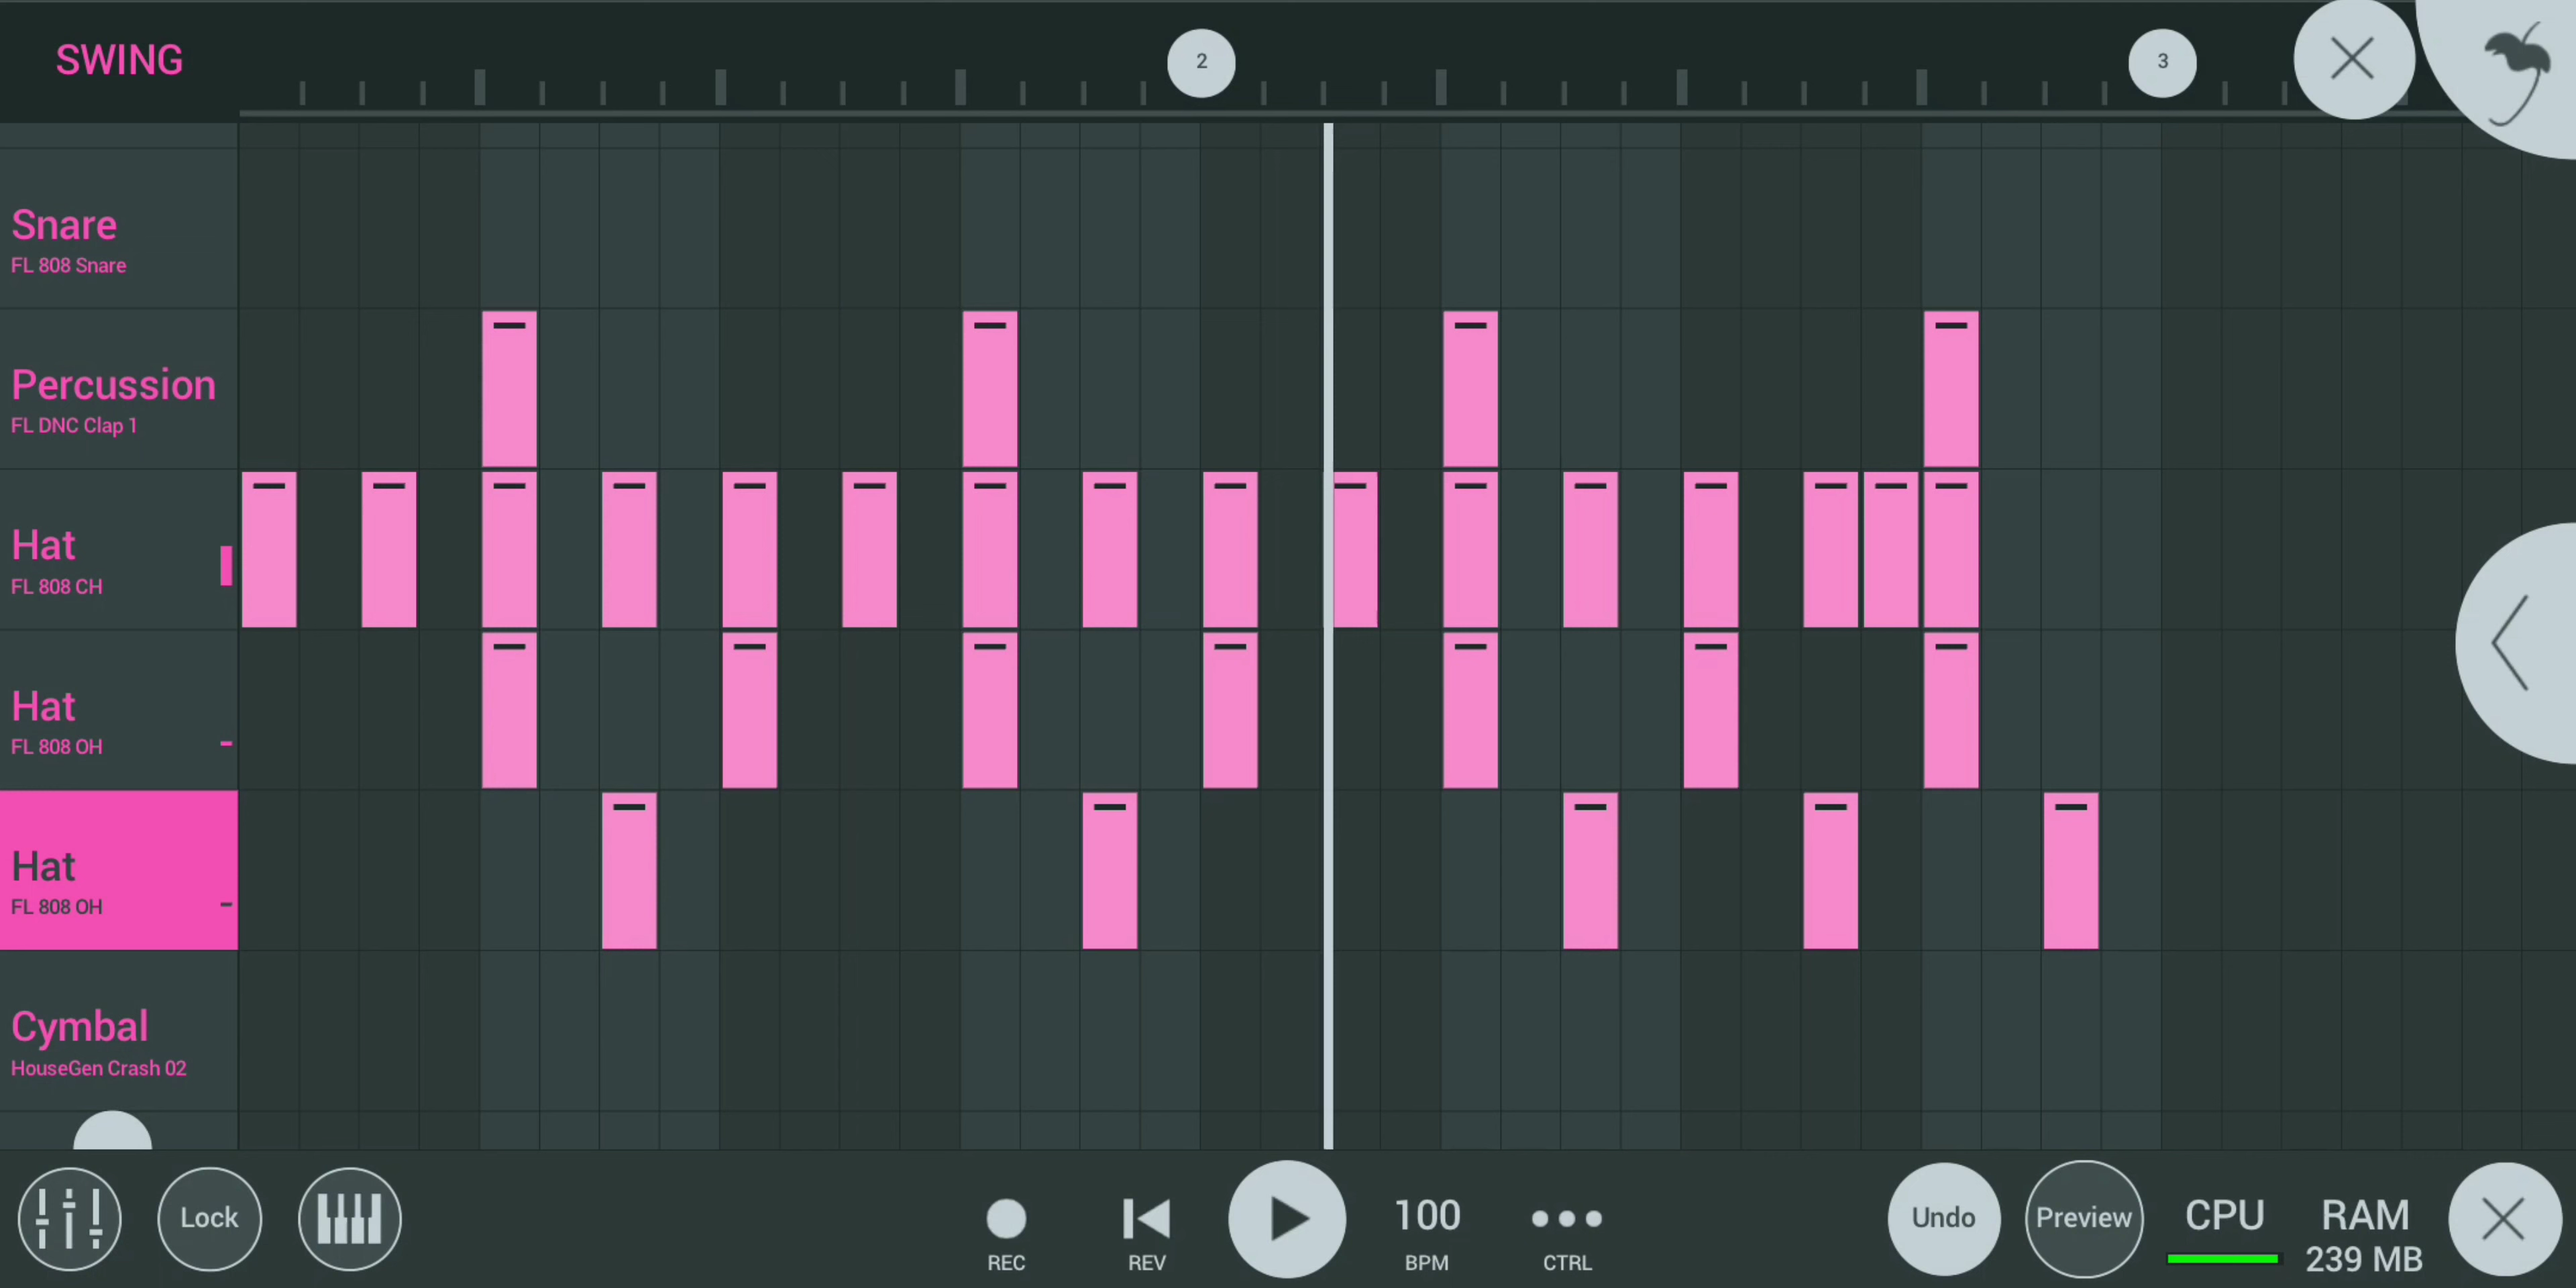 SWING
2
3
Snare
FL 808 Snare
Percussion
FL DNC Clap 1
Hat
FL 808 CH
Hat
FL 808 OH
Hat
FL 808 OH
Cymbal
HouseGen Crash 02
Lock
REC
REV
100
BPM
CTRL
Undo
Preview
CPU
RAM
239 MB